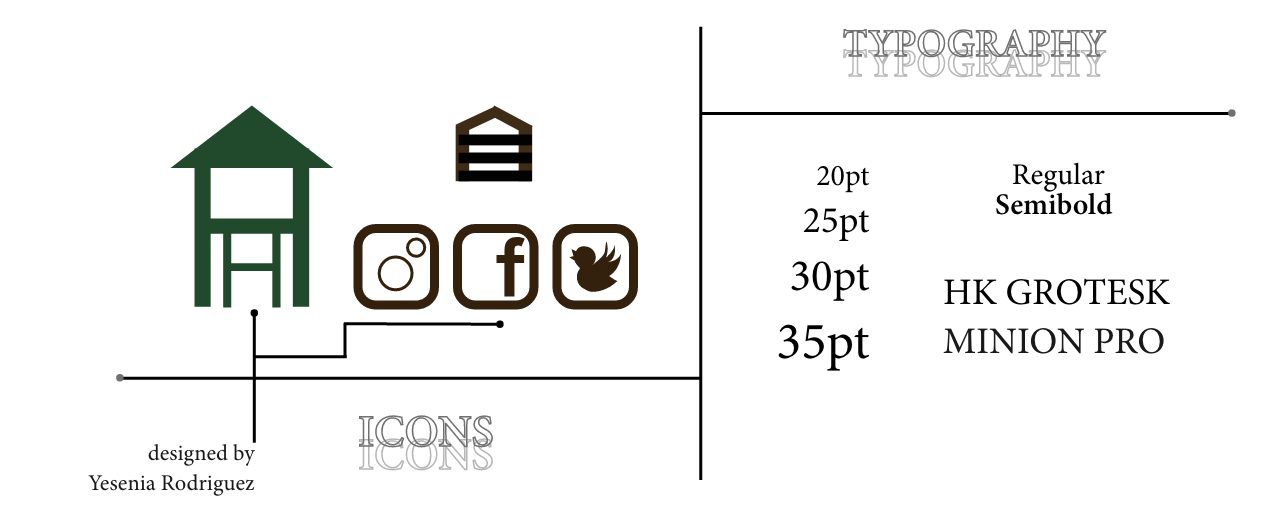 TYPOGRAPHY
TYPOGRAPHY
20pt
25pt
30pt
35pt
Regular
Semibold
HK GROTESK
MINION PRO
f
ICONS
ICONS
designed by
Yesenia Rodriguez